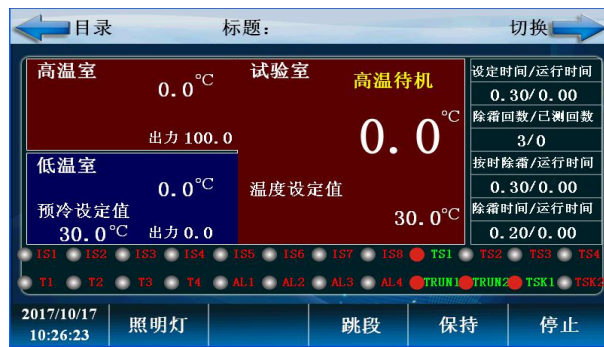 目录 标题： 切换
高温室
0.0℃
出力 100.0
低温室
0.0℃
预冷设定值
30.0℃ 出力 0.0
试验室 高温待机
0.0℃
温度设定值
30.0℃
设定时间/运行时间
0.30/0.00
除霜回数/已测回数
3/0
按时除霜/运行时间
0.30/0.00
除霜时间/运行时间
0.20/0.00
IS1 IS2 IS3 IS4 IS5 IS6 IS7 IS8 TS1 TS2 TS3 TS4
T1 T2 T3 T4 AL1 AL2 AL3 AL4 TRUN1 TRUN2 TSK1 TSK2
2017/10/17
10:26:23
照明灯 跳段 保持 停止